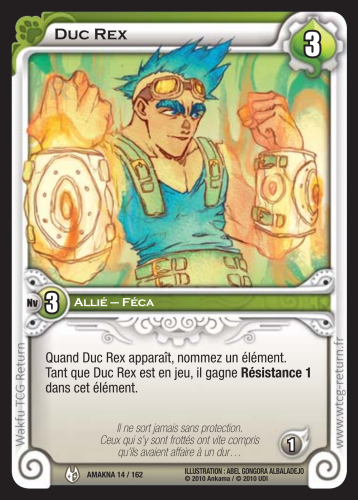 Duc Rex
3
Nv 3 Allié – Féca
Quand Duc Rex apparaît, nommez un élément.
Tant que Duc Rex est en jeu, il gagne Résistance 1
dans cet élément.
Il ne sort jamais sans protection.
Ceux qui s'y sont frottés ont vite compris
qu'ils avaient affaire à un dur…
1
AMAKNA 14 / 162
ILLUSTRATION : ABEL GONGORA ALBALADEJO
© 2010 Ankama / © 2010 UDI
Wakfu TCG Return
www.wtcg-return.fr